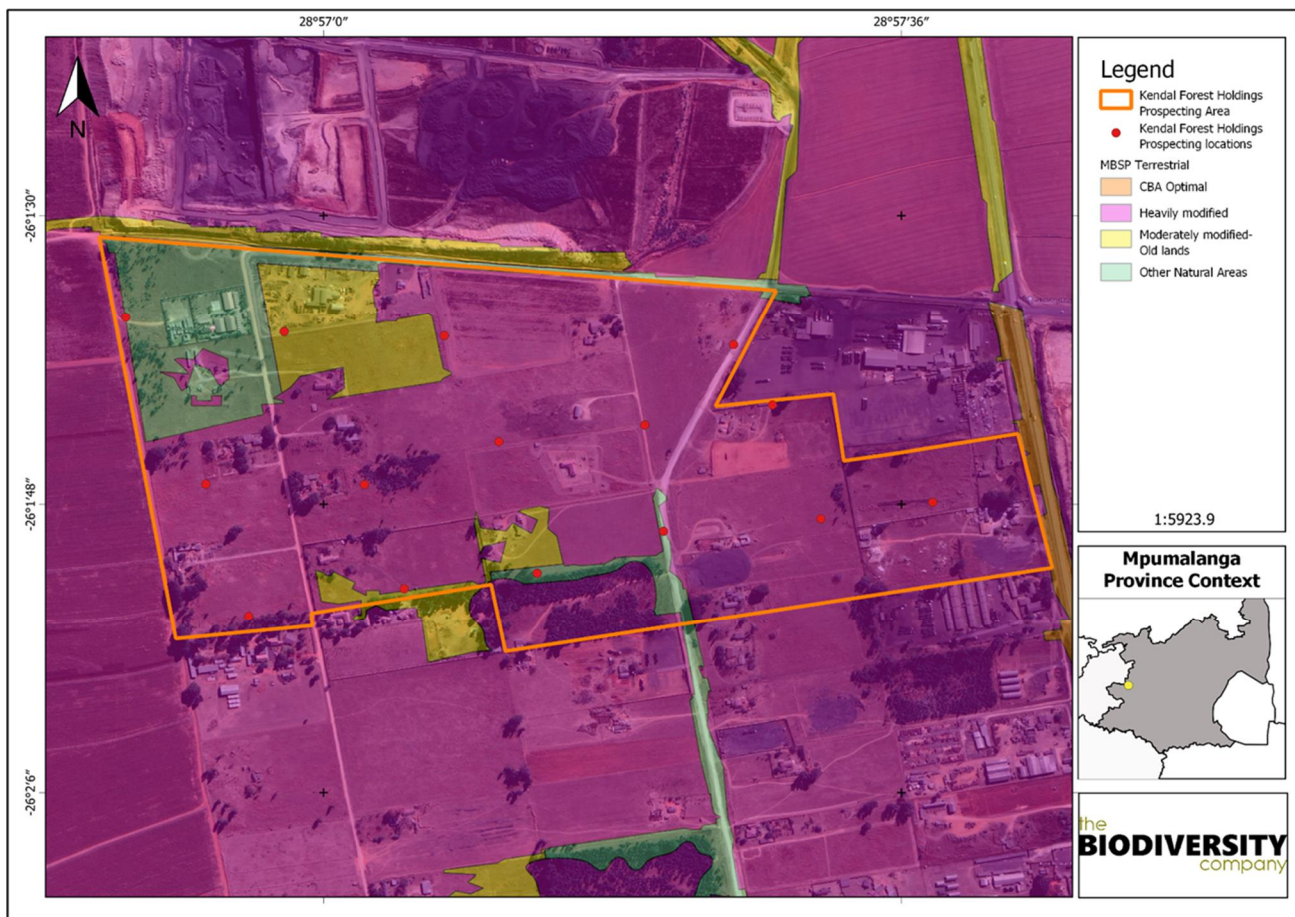 28°57'0"
28°57'36"
N
-26°1'30"
-26°1'48"
-26°2'6"
Legend
Kendal Forest Holdings
Prospecting Area
Kendal Forest Holdings
Prospecting locations
MBSP Terrestrial
CBA Optimal
Heavily modified
Moderately modified-
Old lands
Other Natural Areas
1:5923.9
Mpumalanga
Province Context
the
BIODIVERSITY
company